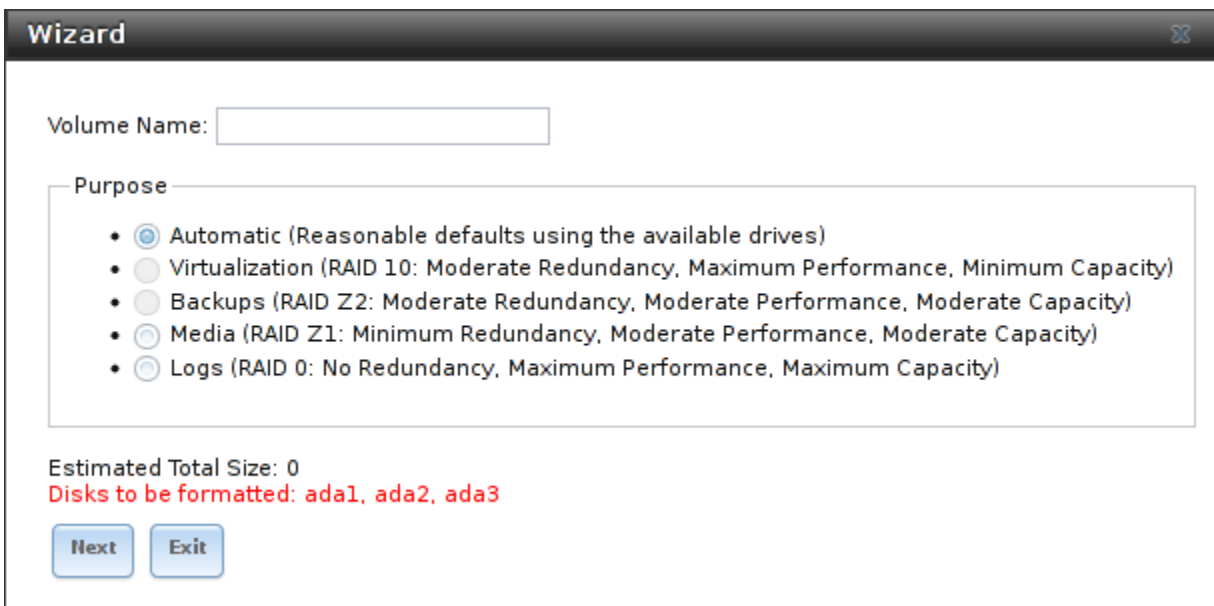 Wizard
Volume Name:
Purpose
Automatic (Reasonable defaults using the available drives)
Virtualization (RAID 10: Moderate Redundancy, Maximum Performance, Minimum Capacity)
Backups (RAID Z2: Moderate Redundancy, Moderate Performance, Moderate Capacity)
Media (RAID Z1: Minimum Redundancy, Moderate Performance, Moderate Capacity)
Logs (RAID 0: No Redundancy, Maximum Performance, Maximum Capacity)
Estimated Total Size: 0
Disks to be formatted: ada1, ada2, ada3
Next Exit